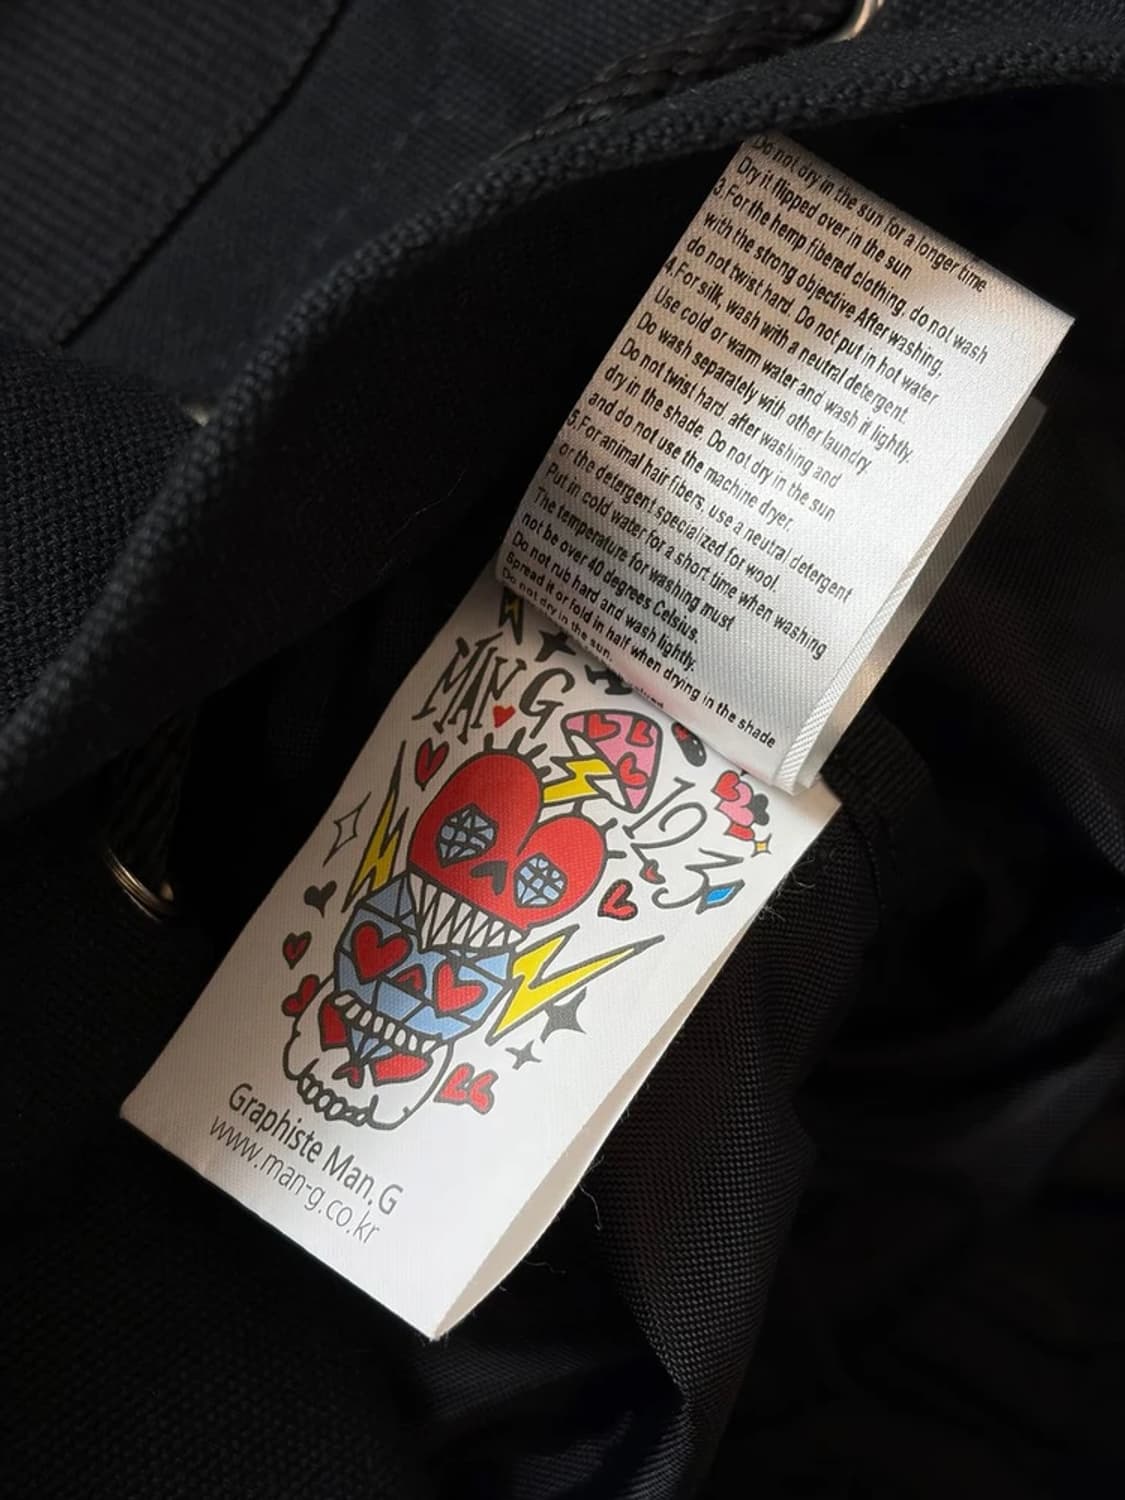 Do not dry in the sun for a longer time
Dry it flipped over in the sun
3.For the hemp fibered clothing, do not wash
with the strong objective After washing,
do not twist hard. Do not put in hot water
4.For silk, wash with a neutral detergent.
Use cold or warm water and wash it lightly.
Do wash separately with other laundry.
Do not twist hard, after washing and
dry in the shade. Do not dry in the sun
and do not use the machine dryer
5.For animal hair fibers, use a neutral detergent
or the detergent specialized for wool.
Put in cold water for a short time when washing
The temperature for washing must
not be over 40 degrees Celsius.
Do not rub hard and wash lightly.
Spread it or fold in half when drying in the shade
Do not dry in the sun.
MAN.G
123
Graphiste Man.G
www.man-g.co.kr